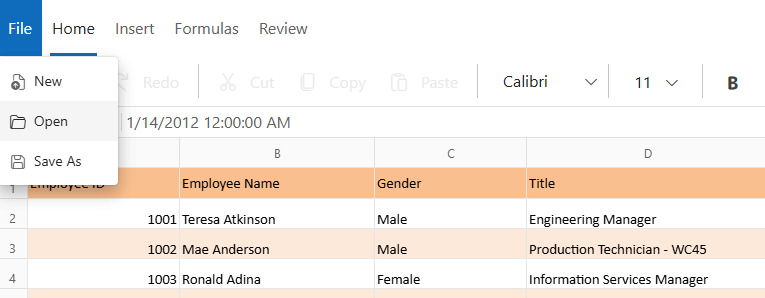 File Home Insert Formulas Review
New Redo Cut Copy Paste Calibri 11 B
Open
1/14/2012 12:00:00 AM
Save As B C D
1 Employee ID Employee Name Gender Title
2 1001 Teresa Atkinson Male Engineering Manager
3 1002 Mae Anderson Male Production Technician - WC45
4 1003 Ronald Adina Female Information Services Manager